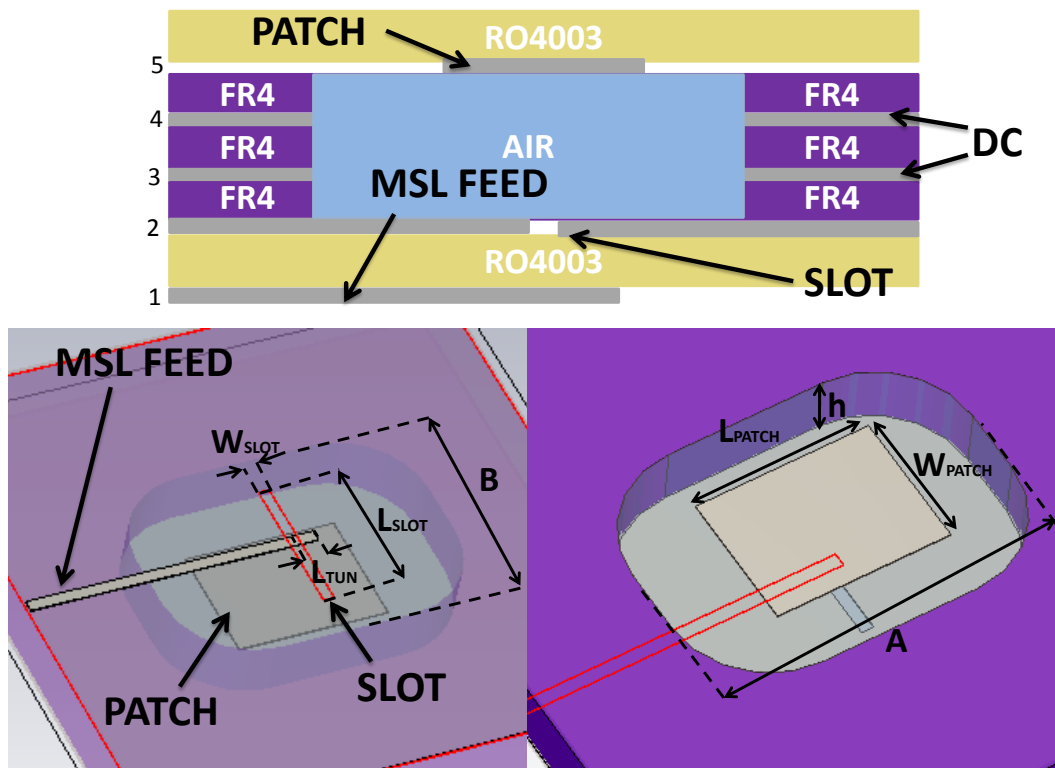 PATCH
RO4003
5
FR4
FR4
4
AIR
DC
FR4
FR4
3
MSL FEED
FR4
FR4
2
RO4003
SLOT
1
MSL FEED
WSLOT
B
LSLOT
LTUN
PATCH
SLOT
h
LPATCH
WPATCH
A